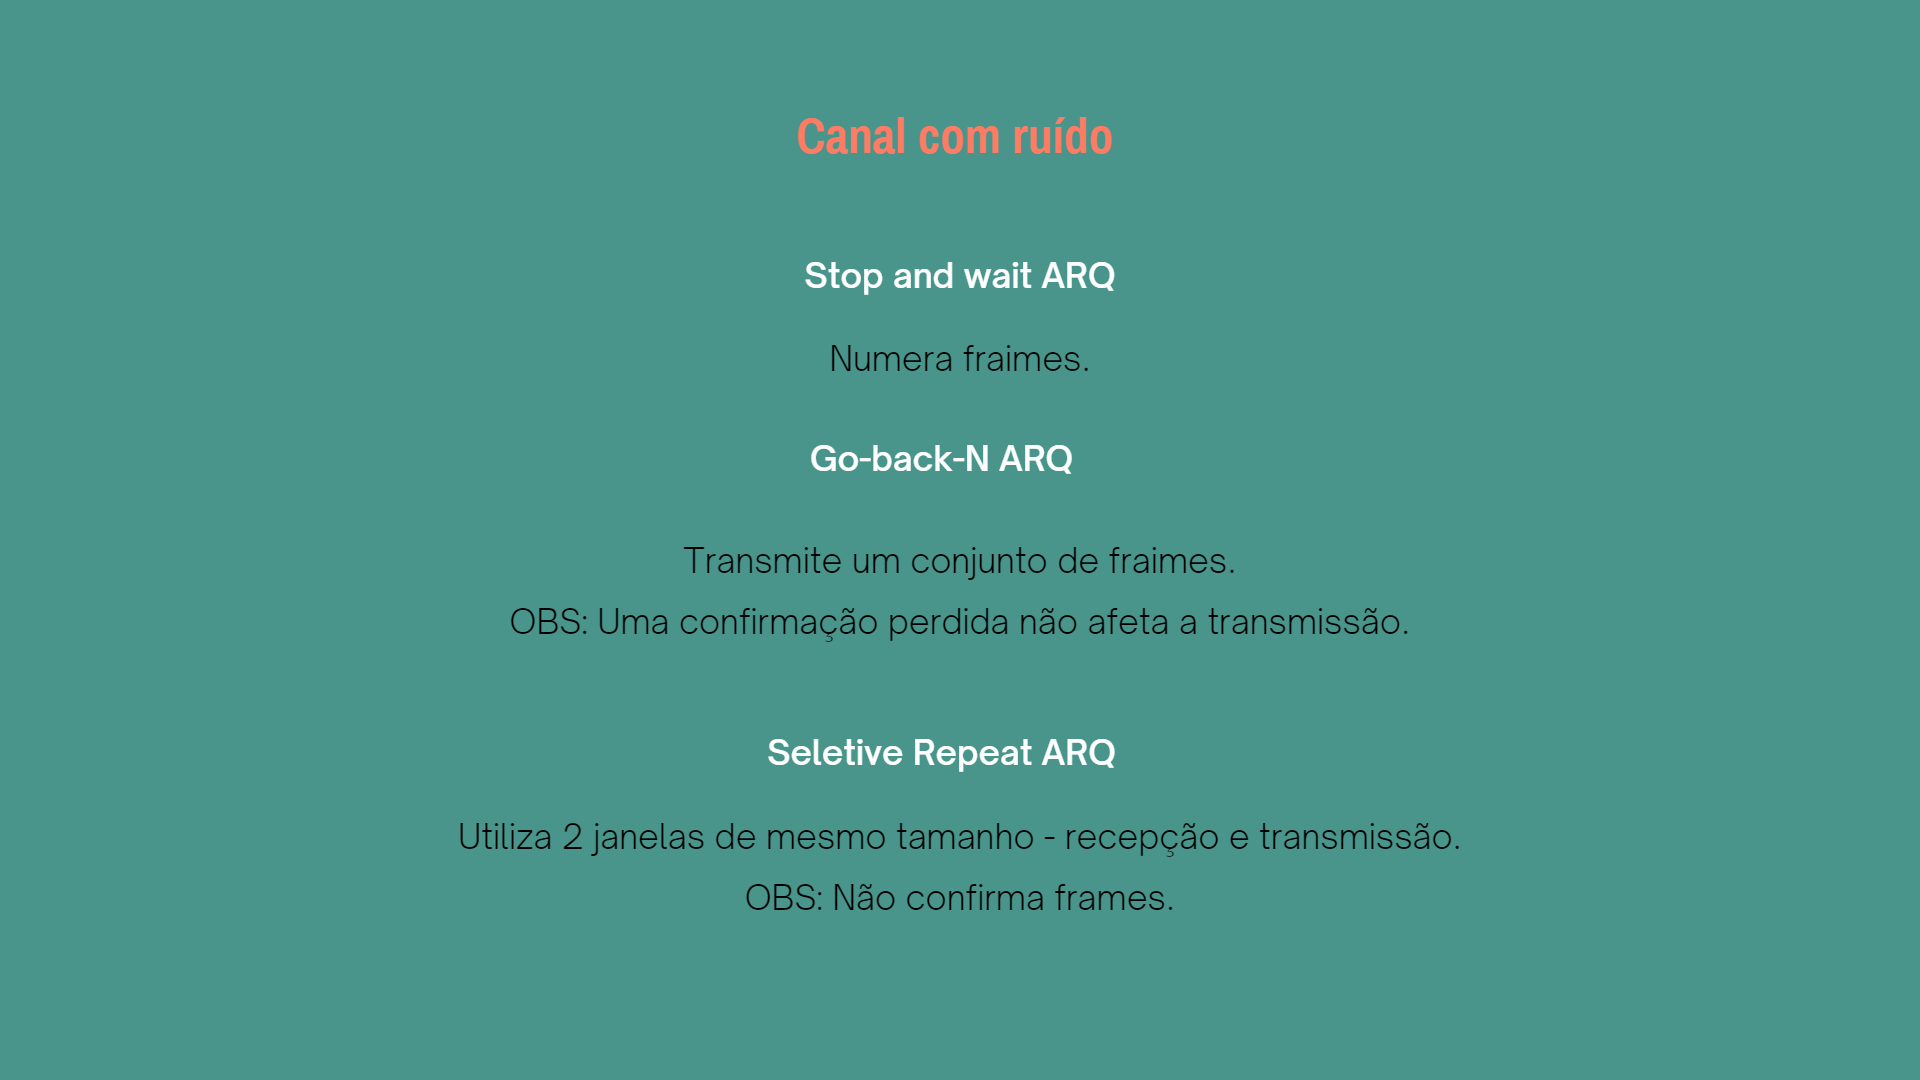 Canal com ruído
Stop and wait ARQ
Numera fraimes.
Go-back-N ARQ
Transmite um conjunto de fraimes.
OBS: Uma confirmação perdida não afeta a transmissão.
Seletive Repeat ARQ
Utiliza 2 janelas de mesmo tamanho - recepção e transmissão.
OBS: Não confirma frames.